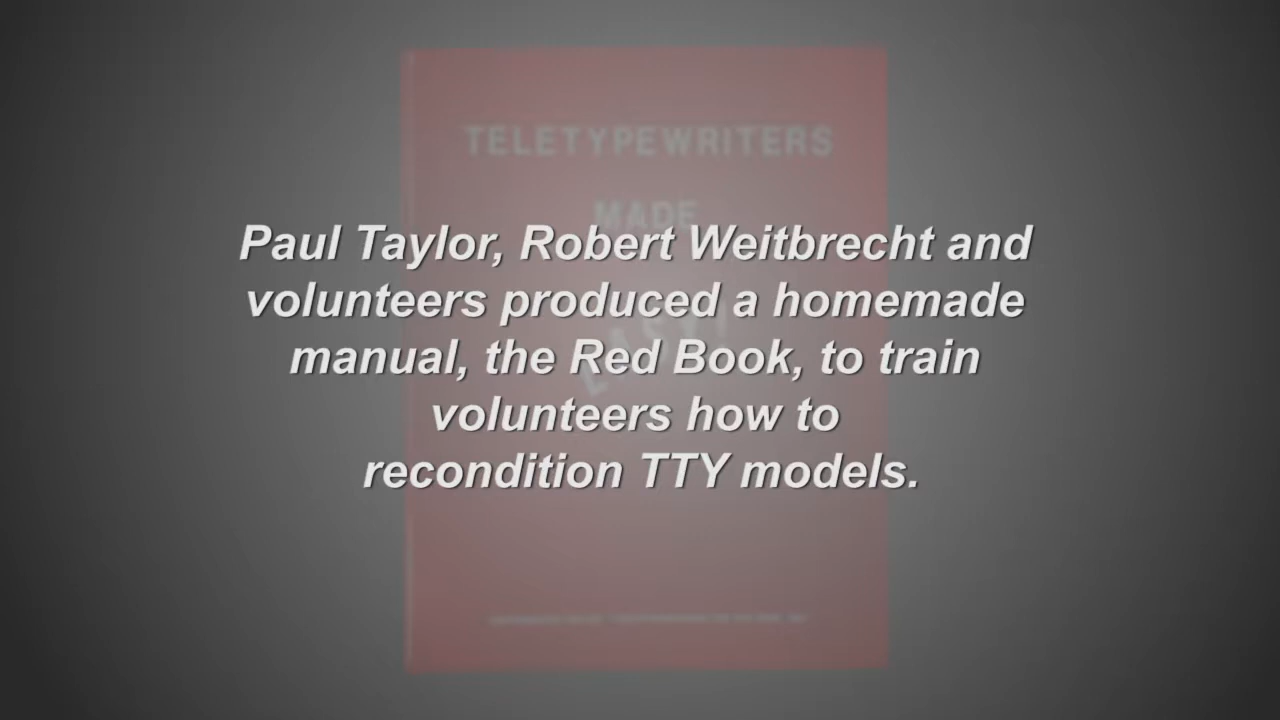 TELETYPEWRITERS
MADE
EASY!
Paul Taylor, Robert Weitbrecht and
volunteers produced a homemade
manual, the Red Book, to train
volunteers how to
recondition TTY models.